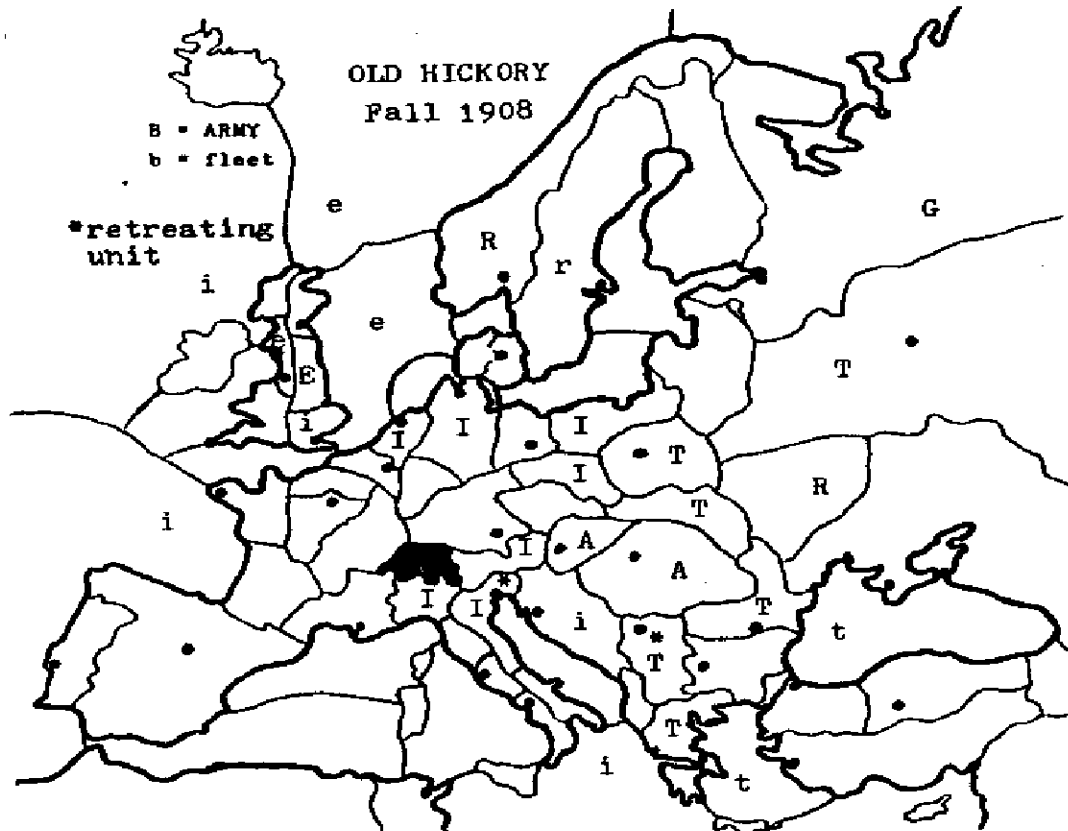 OLD HICKORY
Fall 1908
B = ARMY
b = fleet
e
G
*retreating
unit
R
r
i
e
e
T
E
i
I
I
I
T
I
R
T
i
I
A
A
*
I
I
i
T
t
*
T
T
i
t